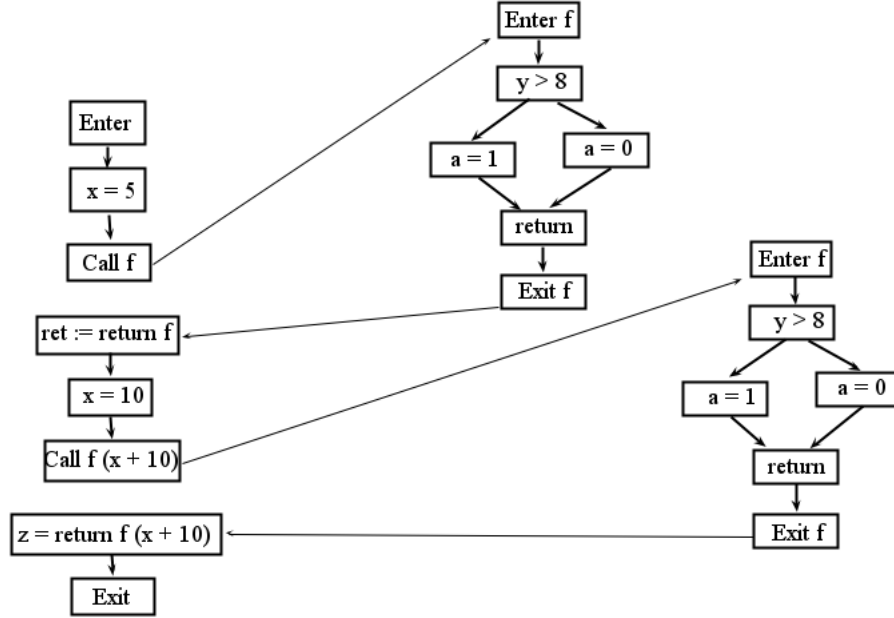 Enter
x = 5
Call f
ret := return f
x = 10
Call f (x + 10)
z = return f (x + 10)
Exit
Enter f
y > 8
a = 1
a = 0
return
Exit f
Enter f
y > 8
a = 1
a = 0
return
Exit f